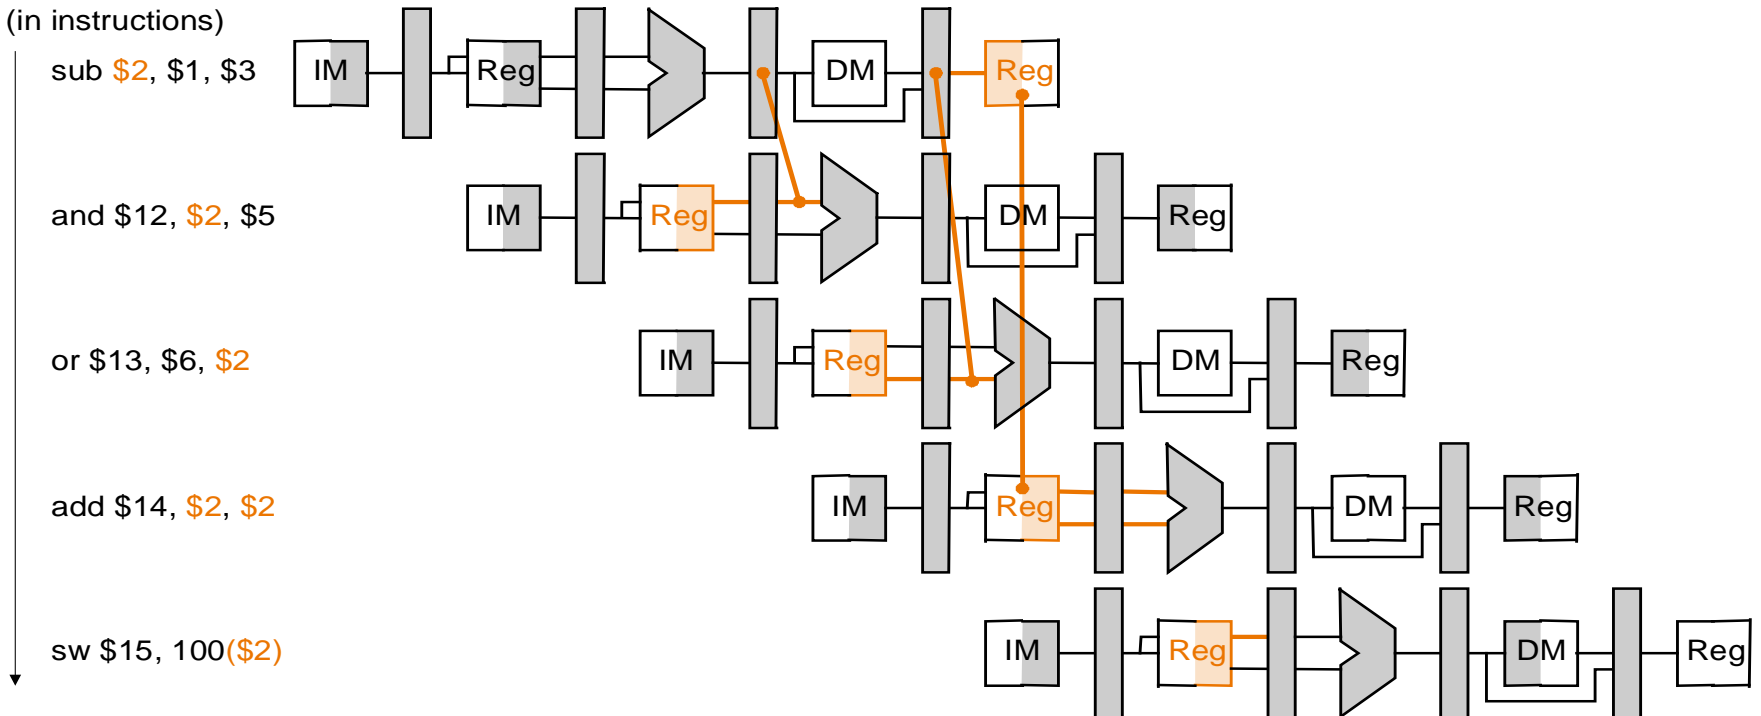 (in instructions)
sub $2, $1, $3
IM Reg DM Reg
and $12, $2, $5
IM Reg DM Reg
or $13, $6, $2
IM Reg DM Reg
add $14, $2, $2
IM Reg DM Reg
sw $15, 100($2)
IM Reg DM Reg